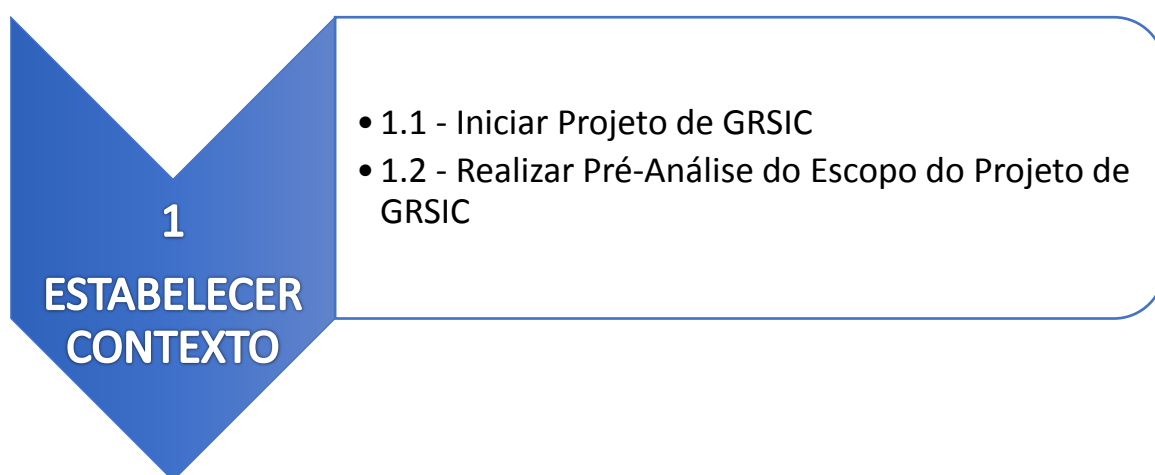 1
ESTABELECER
CONTEXTO
• 1.1 - Iniciar Projeto de GRSIC
• 1.2 - Realizar Pré-Análise do Escopo do Projeto de
GRSIC